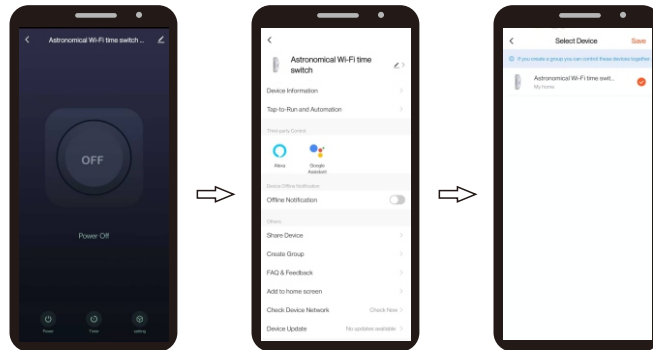 Astronomical Wi-Fi time switch ...
OFF
Power Off
Power
Timer
setting
Astronomical Wi-Fi time
switch
Device Information
Tap-to-Run and Automation
Third-party Control
Alexa
Google
Assistant
Device Offline Notification
Offline Notification
Others
Share Device
Create Group
FAQ & Feedback
Add to home screen
Check Device Network
Check Now
Device Update
No updates available
Select Device
Save
If you create a group you can control these devices together
Astronomical Wi-Fi time swit...
My home